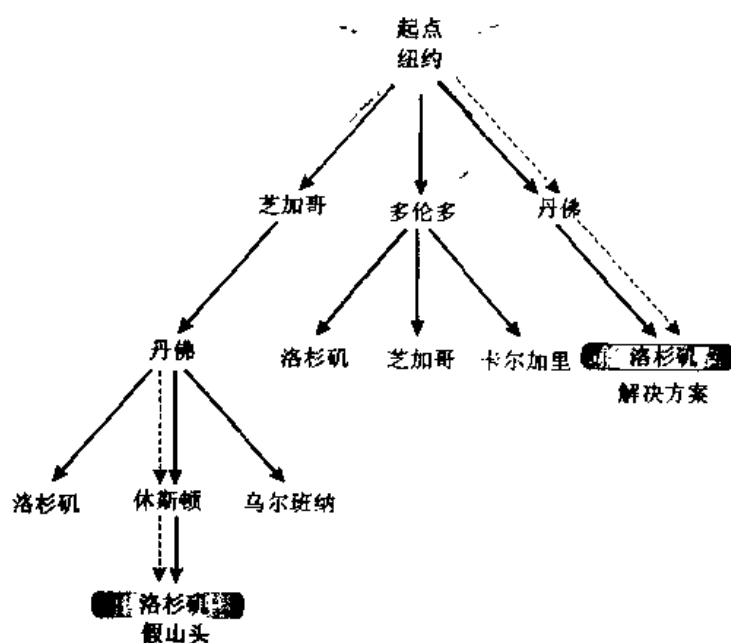 起点
纽约
芝加哥
多伦多
丹佛
丹佛
洛杉矶
芝加哥
卡尔加里
洛杉矶
解决方案
洛杉矶
休斯顿
乌尔班纳
洛杉矶
假山头